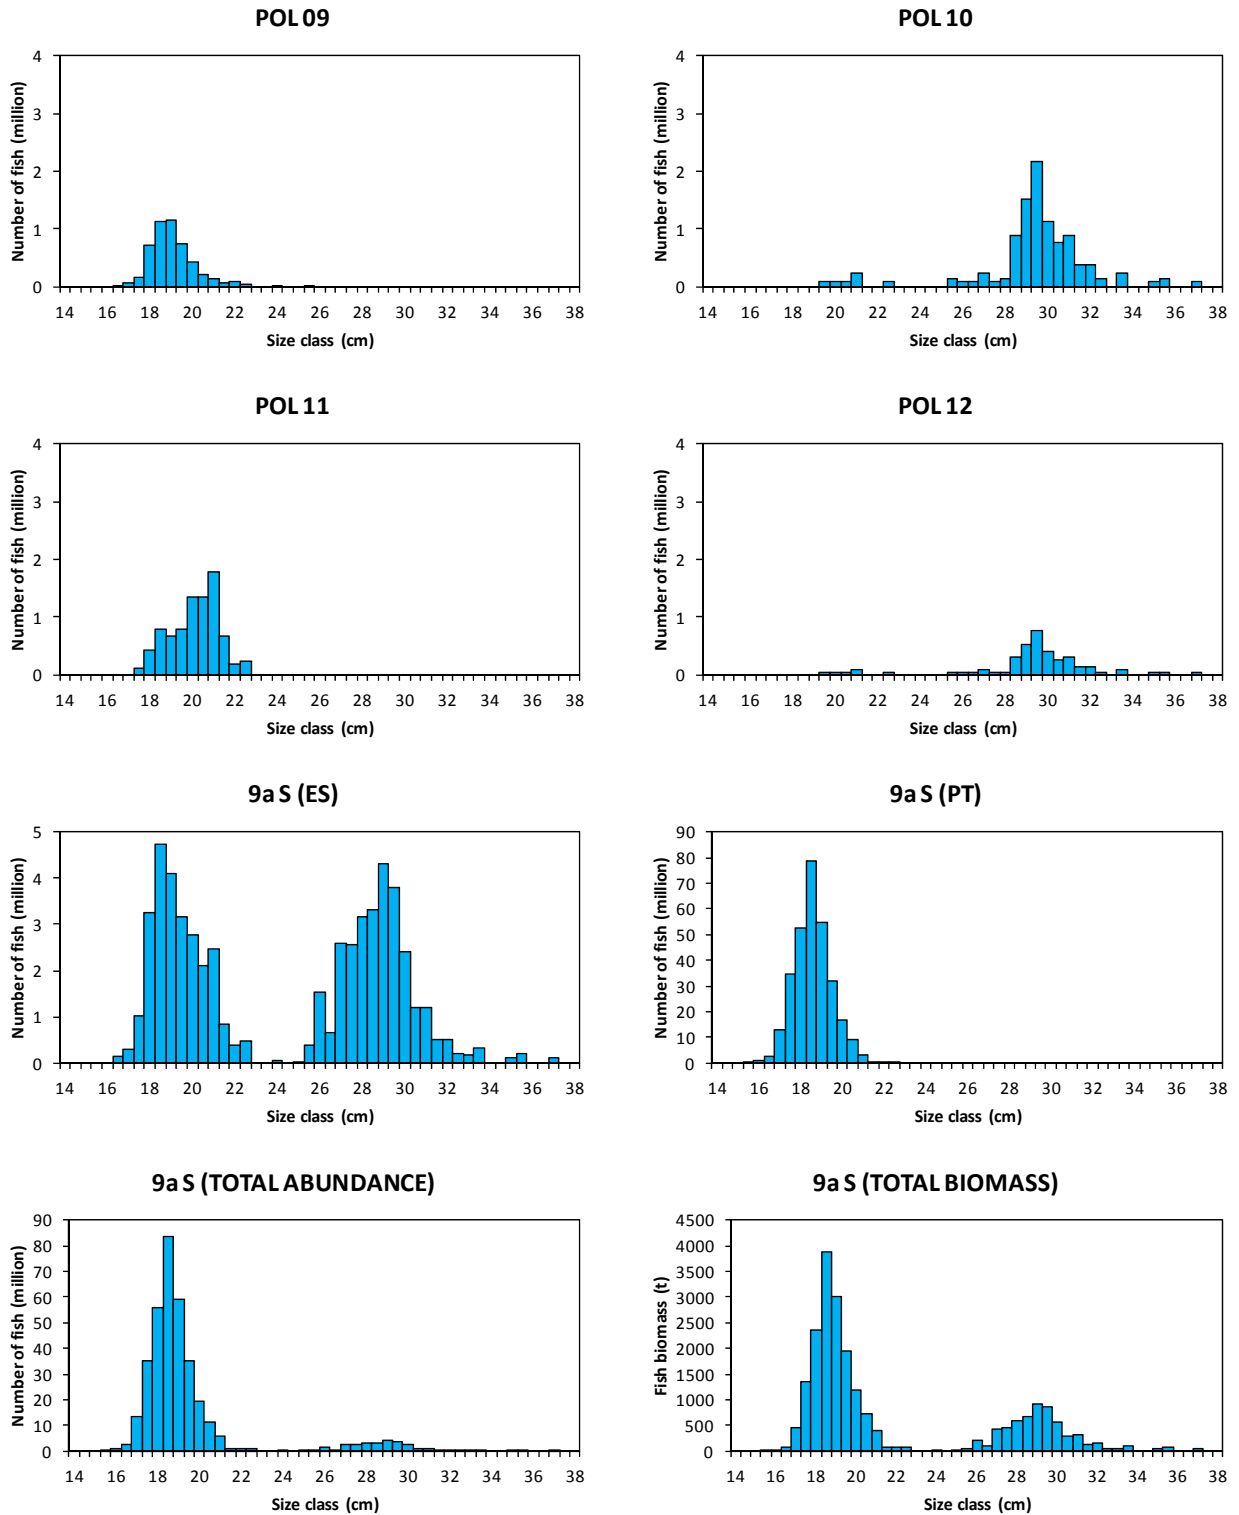 POL 09
Number of fish (million)
4
3
2
1
0
14 16 18 20 22 24 26 28 30 32 34 36 38
Size class (cm)
POL 10
Number of fish (million)
4
3
2
1
0
14 16 18 20 22 24 26 28 30 32 34 36 38
Size class (cm)
POL 11
Number of fish (million)
4
3
2
1
0
14 16 18 20 22 24 26 28 30 32 34 36 38
Size class (cm)
POL 12
Number of fish (million)
4
3
2
1
0
14 16 18 20 22 24 26 28 30 32 34 36 38
Size class (cm)
9a S (ES)
Number of fish (million)
5
4
3
2
1
0
14 16 18 20 22 24 26 28 30 32 34 36 38
Size class (cm)
9a S (PT)
Number of fish (million)
90
80
70
60
50
40
30
20
10
0
14 16 18 20 22 24 26 28 30 32 34 36 38
Size class (cm)
9a S (TOTAL ABUNDANCE)
Number of fish (million)
90
80
70
60
50
40
30
20
10
0
14 16 18 20 22 24 26 28 30 32 34 36 38
Size class (cm)
9a S (TOTAL BIOMASS)
Fish biomass (t)
4500
4000
3500
3000
2500
2000
1500
1000
500
0
14 16 18 20 22 24 26 28 30 32 34 36 38
Size class (cm)